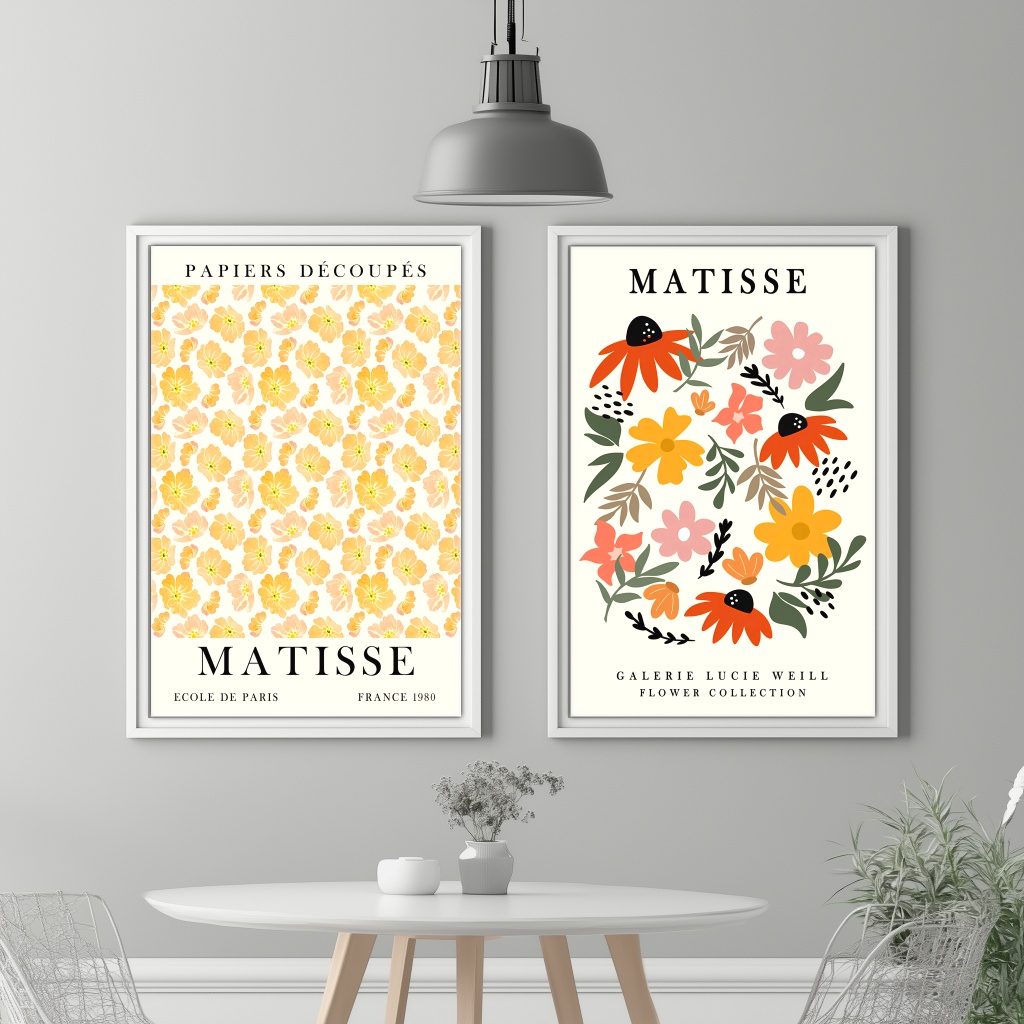 PAPIERS DÉCOUPÉS
MATISSE
ECOLE DE PARIS
FRANCE 1980
MATISSE
GALERIE LUCIE WEILL
FLOWER COLLECTION